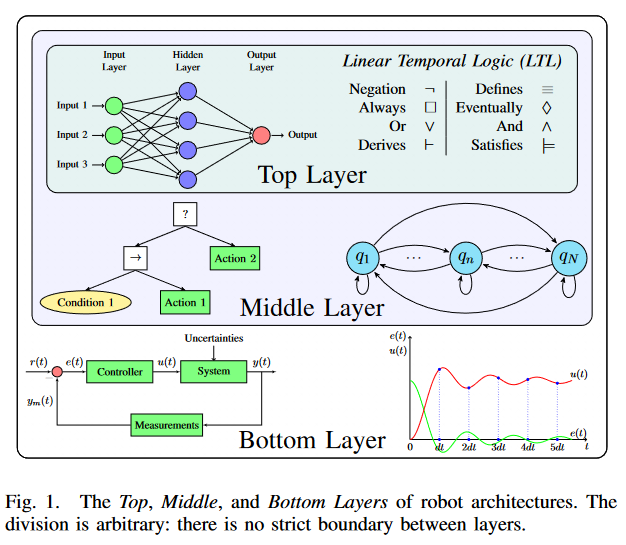 Input Layer
Hidden Layer
Output Layer
Input 1
Input 2
Input 3
Output
Linear Temporal Logic (LTL)
Negation ¬ Defines ≡
Always □ Eventually ◊
Or ∨ And ∧
Derives ⊢ Satisfies ⊨
Top Layer
?
→
Action 2
Condition 1
Action 1
q1 ... qn ... qN
Middle Layer
Uncertainties
r(t) e(t) Controller u(t) System y(t)
ym(t)
Measurements
Bottom Layer
e(t)
u(t)
u(t)
e(t)
0 dt 2dt 3dt 4dt 5dt t
Fig. 1. The Top, Middle, and Bottom Layers of robot architectures. The
division is arbitrary: there is no strict boundary between layers.